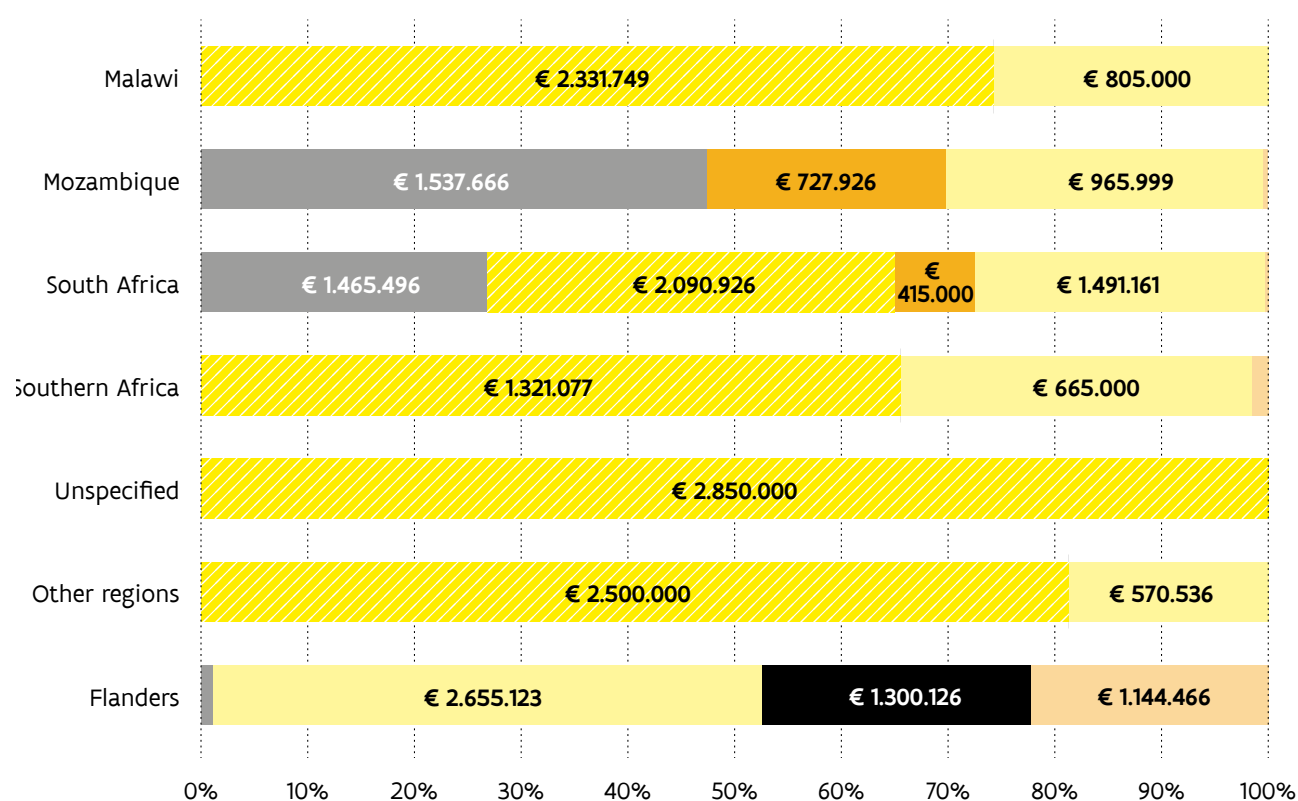 Malawi
€ 2.331.749
€ 805.000
Mozambique
€ 1.537.666
€ 727.926
€ 965.999
South Africa
€ 1.465.496
€ 2.090.926
€
415.000
€ 1.491.161
Southern Africa
€ 1.321.077
€ 665.000
Unspecified
€ 2.850.000
Other regions
€ 2.500.000
€ 570.536
Flanders
€ 2.655.123
€ 1.300.126
€ 1.144.466
0% 10% 20% 30% 40% 50% 60% 70% 80% 90% 100%